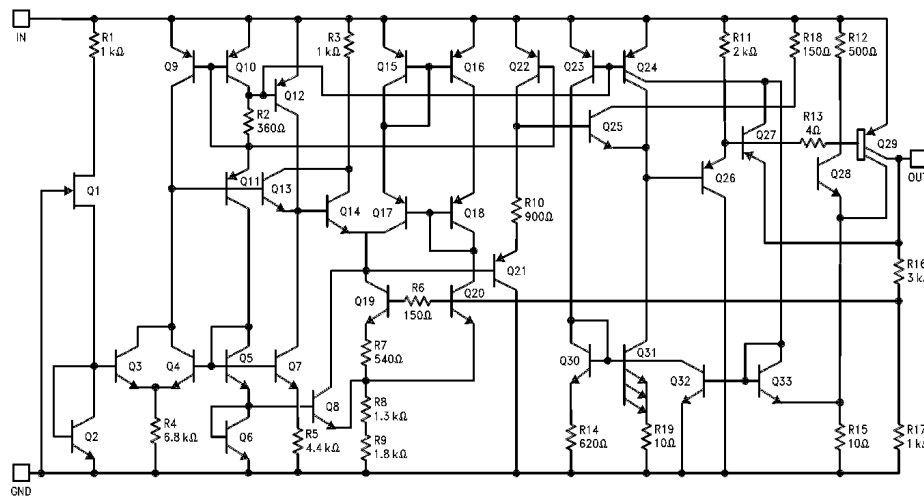 IN
R1
1 kΩ
Q9
Q10
Q12
R2
360Ω
R3
1 kΩ
Q15
Q16
Q22
Q23
Q24
R11
2 kΩ
R18
150Ω
R12
500Ω
Q1
Q11
Q13
Q14
Q17
Q18
R10
900Ω
Q25
Q26
Q27
R13
4Ω
Q28
Q29
OUT
Q21
Q19
R6
150Ω
Q20
R16
3 k
Q3
Q4
Q5
Q7
R7
540Ω
Q30
Q31
Q32
Q33
Q2
R4
6.8 kΩ
Q6
R5
4.4 kΩ
Q8
R8
1.3 kΩ
R9
1.8 kΩ
R14
620Ω
R19
10Ω
R15
10Ω
R17
1 k
GND